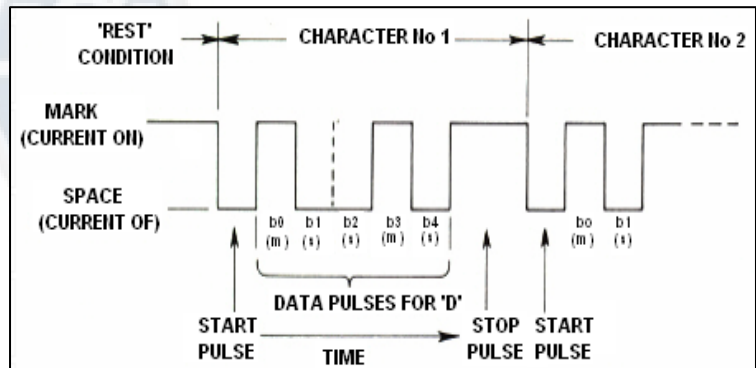 'REST'
CONDITION
CHARACTER No 1
CHARACTER No 2
MARK
(CURRENT ON)
SPACE
(CURRENT OF)
b0 b1 b2 b3 b4 bo b1
(m) (s) (s) (m) (s) (m) (s)
DATA PULSES FOR 'D'
START
PULSE
TIME
STOP
PULSE
START
PULSE